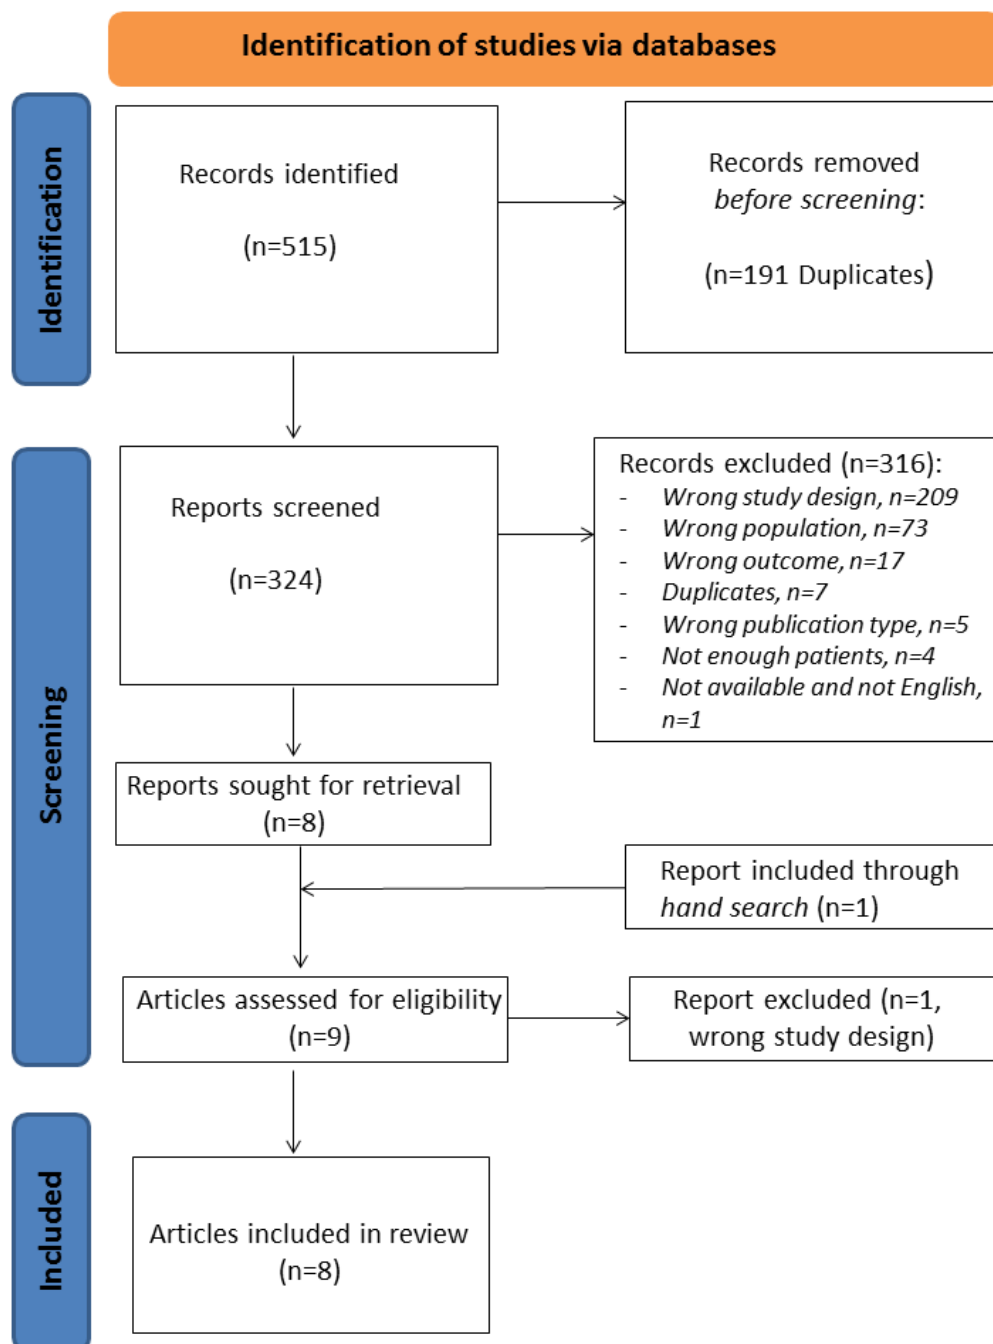 Identification of studies via databases
Identification
Records identified
(n=515)
Records removed
before screening:
(n=191 Duplicates)
Screening
Reports screened
(n=324)
Records excluded (n=316):
- Wrong study design, n=209
- Wrong population, n=73
- Wrong outcome, n=17
- Duplicates, n=7
- Wrong publication type, n=5
- Not enough patients, n=4
- Not available and not English,
n=1
Reports sought for retrieval
(n=8)
Report included through
hand search (n=1)
Articles assessed for eligibility
(n=9)
Report excluded (n=1,
wrong study design)
Included
Articles included in review
(n=8)